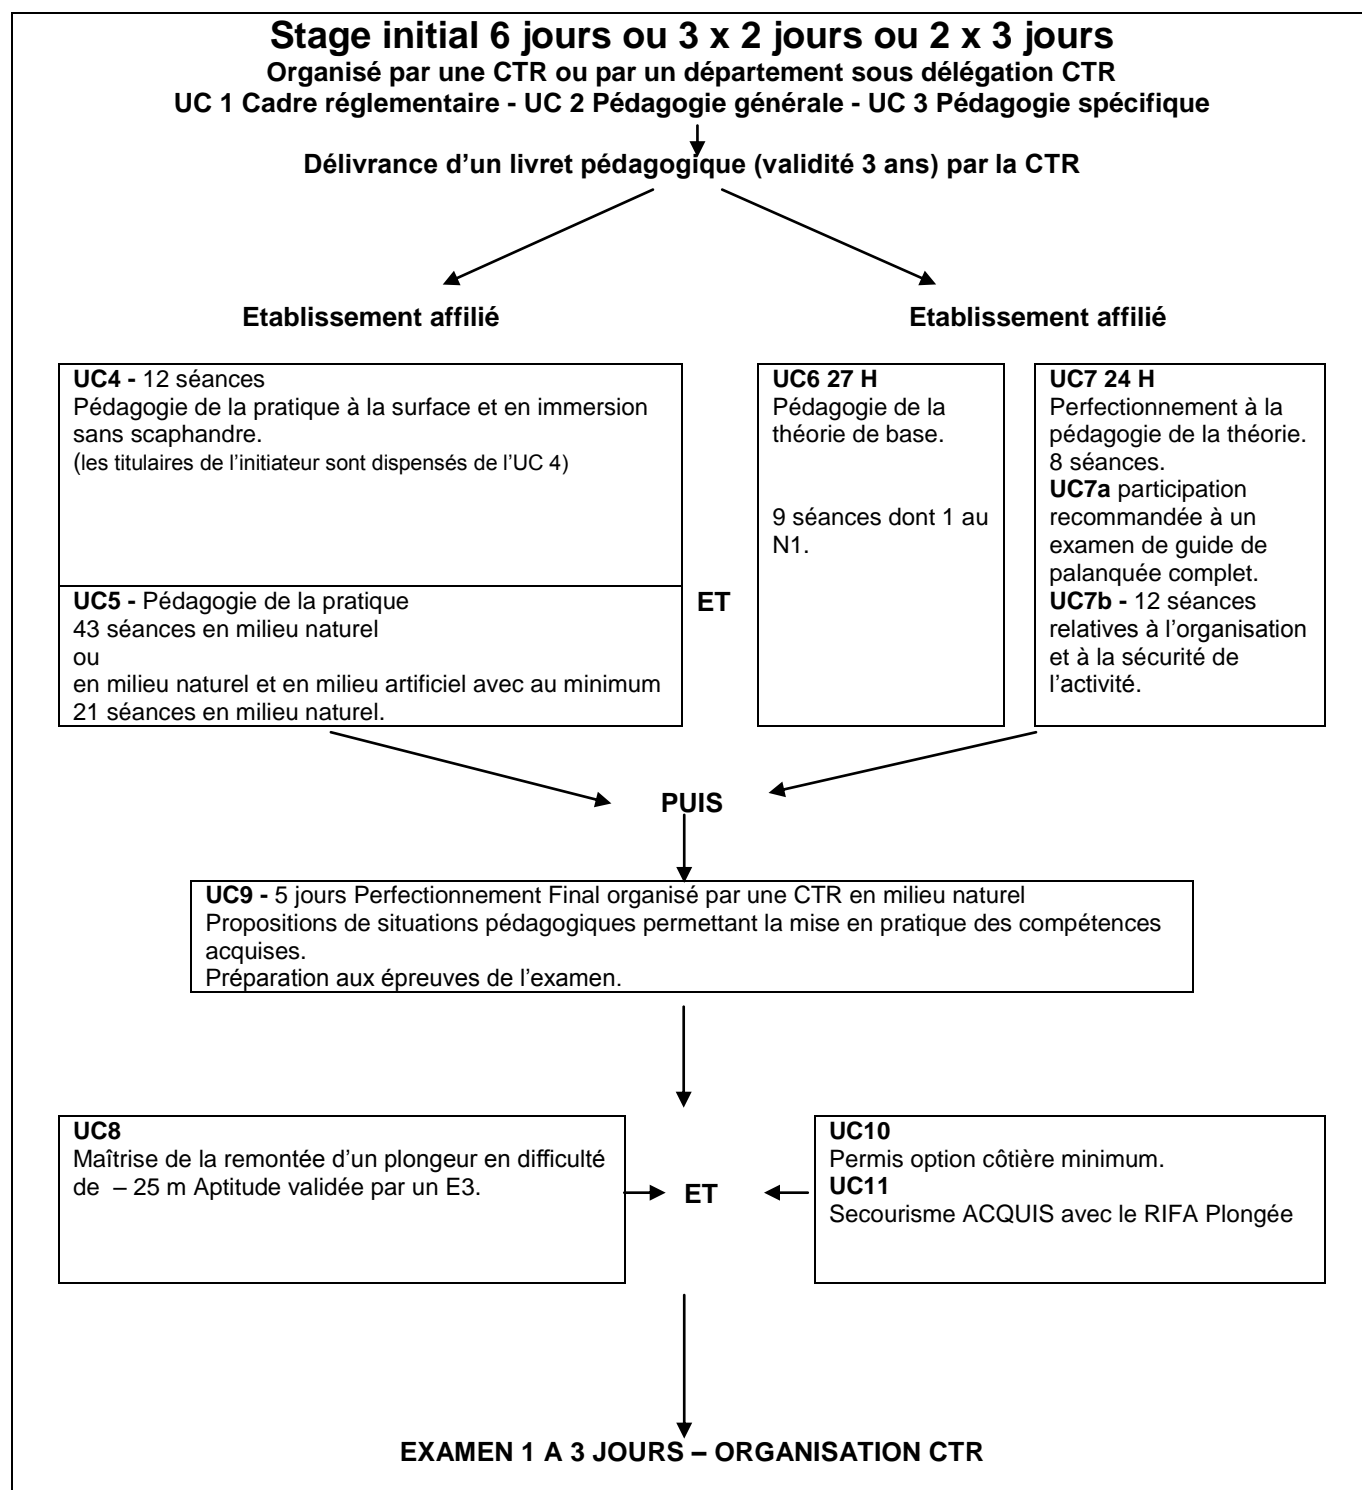 Stage initial 6 jours ou 3 x 2 jours ou 2 x 3 jours
Organisé par une CTR ou par un département sous délégation CTR
UC 1 Cadre réglementaire - UC 2 Pédagogie générale - UC 3 Pédagogie spécifique
Délivrance d’un livret pédagogique (validité 3 ans) par la CTR
Etablissement affilié
UC4 - 12 séances
Pédagogie de la pratique à la surface et en immersion
sans scaphandre.
(les titulaires de l’initiateur sont dispensés de l’UC 4)
UC5 - Pédagogie de la pratique
43 séances en milieu naturel
ou
en milieu naturel et en milieu artificiel avec au minimum
21 séances en milieu naturel.
ET
Etablissement affilié
UC6 27 H
Pédagogie de la
théorie de base.
9 séances dont 1 au
N1.
UC7 24 H
Perfectionnement à la
pédagogie de la théorie.
8 séances.
UC7a participation
recommandée à un
examen de guide de
palanquée complet.
UC7b - 12 séances
relatives à l’organisation
et à la sécurité de
l’activité.
PUIS
UC9 - 5 jours Perfectionnement Final organisé par une CTR en milieu naturel
Propositions de situations pédagogiques permettant la mise en pratique des compétences
acquises.
Préparation aux épreuves de l’examen.
UC8
Maîtrise de la remontée d’un plongeur en difficulté
de – 25 m Aptitude validée par un E3.
ET
UC10
Permis option côtière minimum.
UC11
Secourisme ACQUIS avec le RIFA Plongée
EXAMEN 1 A 3 JOURS – ORGANISATION CTR